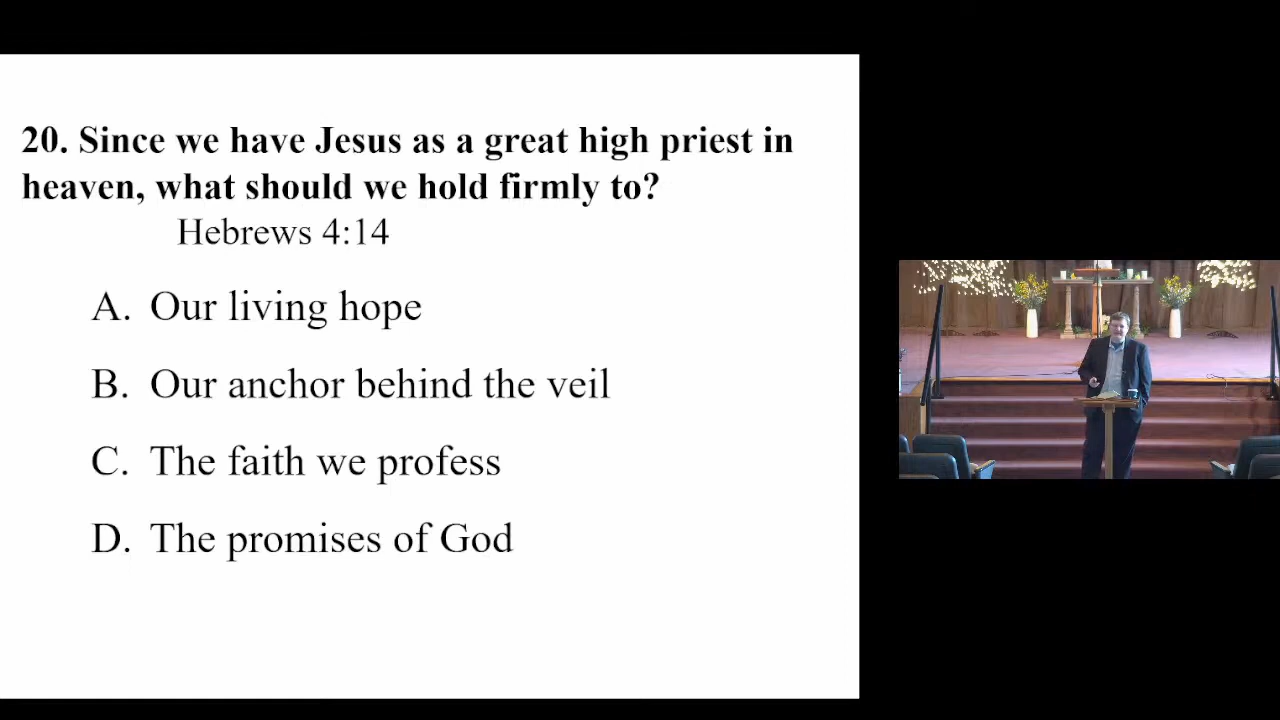 20. Since we have Jesus as a great high priest in
heaven, what should we hold firmly to?
Hebrews 4:14
A. Our living hope
B. Our anchor behind the veil
C. The faith we profess
D. The promises of God